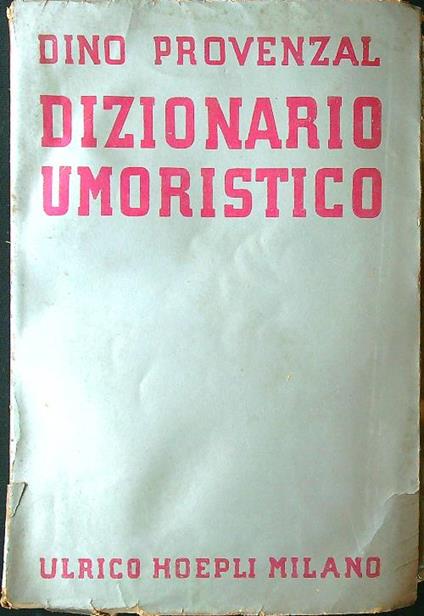 DINO PROVENZAL
DIZIONARIO
UMORISTICO
ULRICO HOEPLI MILANO